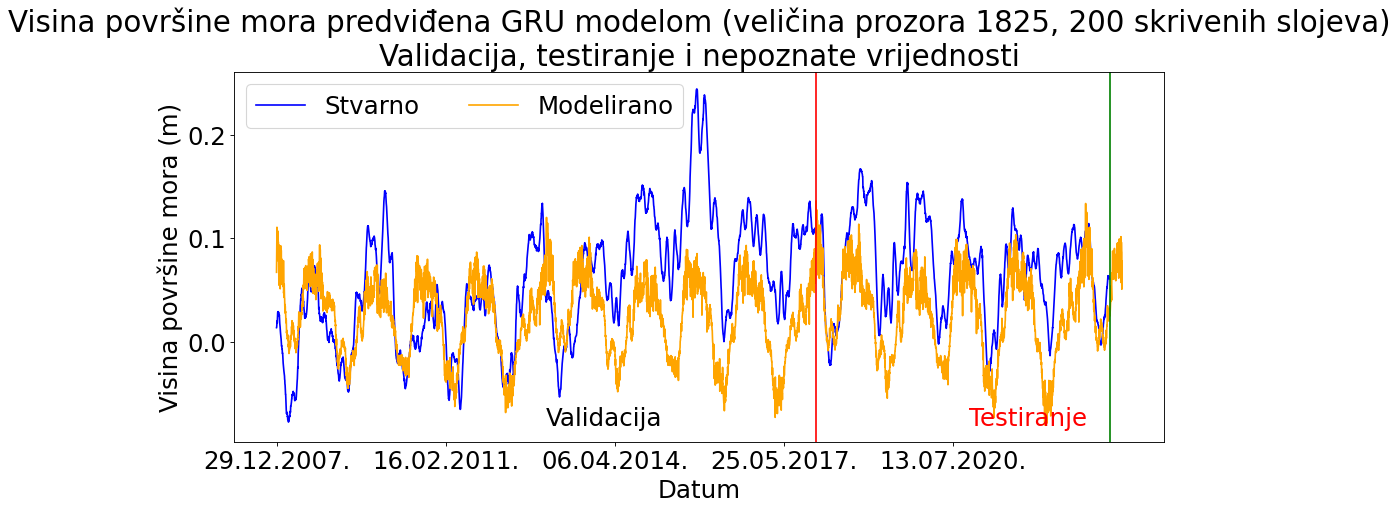 Visina površine mora predviđena GRU modelom (veličina prozora 1825, 200 skrivenih slojeva)
Validacija, testiranje i nepoznate vrijednosti
Stvarno Modelirano
Visina površine mora (m)
0.2
0.1
0.0
Validacija Testiranje
29.12.2007. 16.02.2011. 06.04.2014. 25.05.2017. 13.07.2020.
Datum